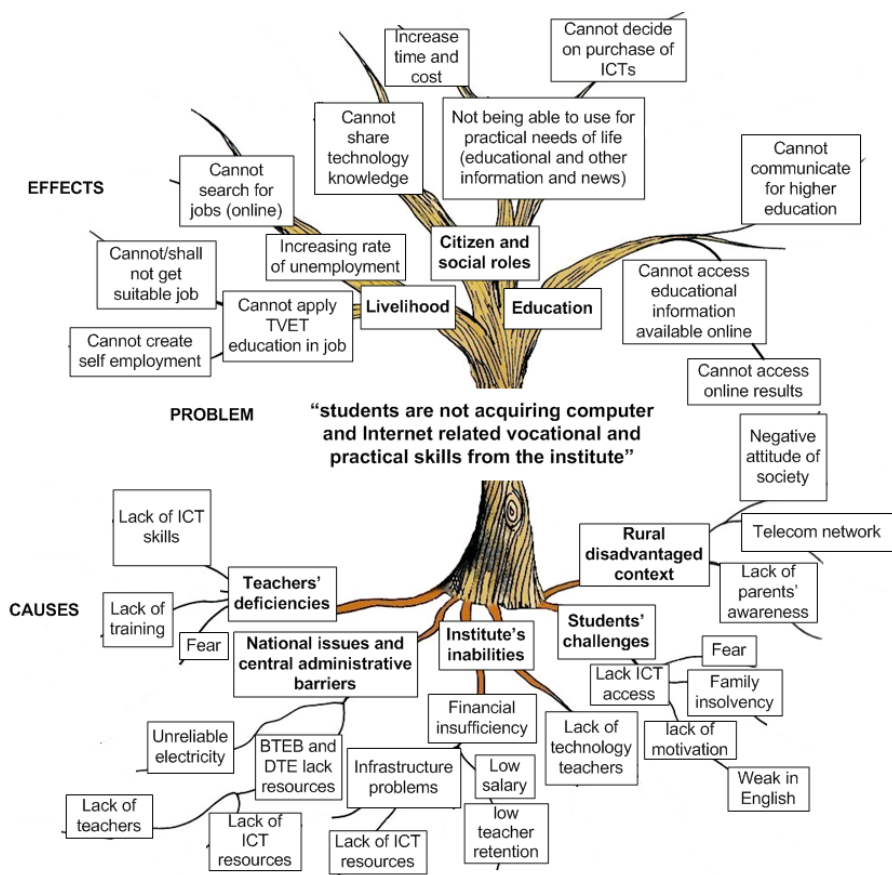 Increase
time and
cost
Cannot decide
on purchase of
ICTs
Cannot
share
technology
knowledge
Not being able to use for
practical needs of life
(educational and other
information and news)
Cannot
communicate
for higher
education
EFFECTS
Cannot
search for
jobs (online)
Citizen and
social roles
Increasing rate
of unemployment
Cannot/shall
not get
suitable job
Cannot access
educational
information
available online
Livelihood
Education
Cannot apply
TVET
education in job
Cannot create
self employment
Cannot access
online results
PROBLEM
“students are not acquiring computer
and Internet related vocational and
practical skills from the institute”
Negative
attitude of
society
Lack of ICT
skills
Rural
disadvantaged
context
Telecom network
Teachers’
deficiencies
Lack of
parents’
awareness
CAUSES
Lack of
training
Fear
National issues and
central administrative
barriers
Institute’s
inabilities
Students’
challenges
Fear
Lack ICT
access
Family
insolvency
Financial
insufficiency
Lack of
technology
teachers
lack of
motivation
Unreliable
electricity
BTEB and
DTE lack
resources
Infrastructure
problems
Low
salary
Weak in
English
Lack of
teachers
Lack of
ICT
resources
Lack of ICT
resources
low
teacher
retention